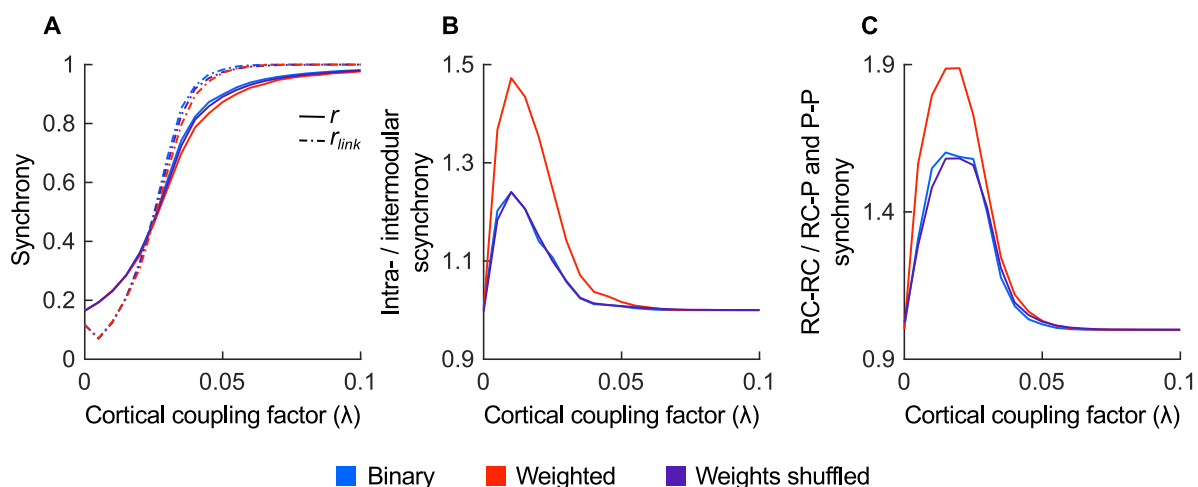 A
B
C
1
0.8
0.6
0.4
0.2
0
Synchrony
r
r_link
0
0.05
0.1
Cortical coupling factor (λ)
1.5
1.3
1.1
0.9
Intra- / intermodular
scynchrony
0
0.05
0.1
Cortical coupling factor (λ)
1.9
1.4
0.9
RC-RC / RC-P and P-P
synchrony
0
0.05
0.1
Cortical coupling factor (λ)
Binary
Weighted
Weights shuffled